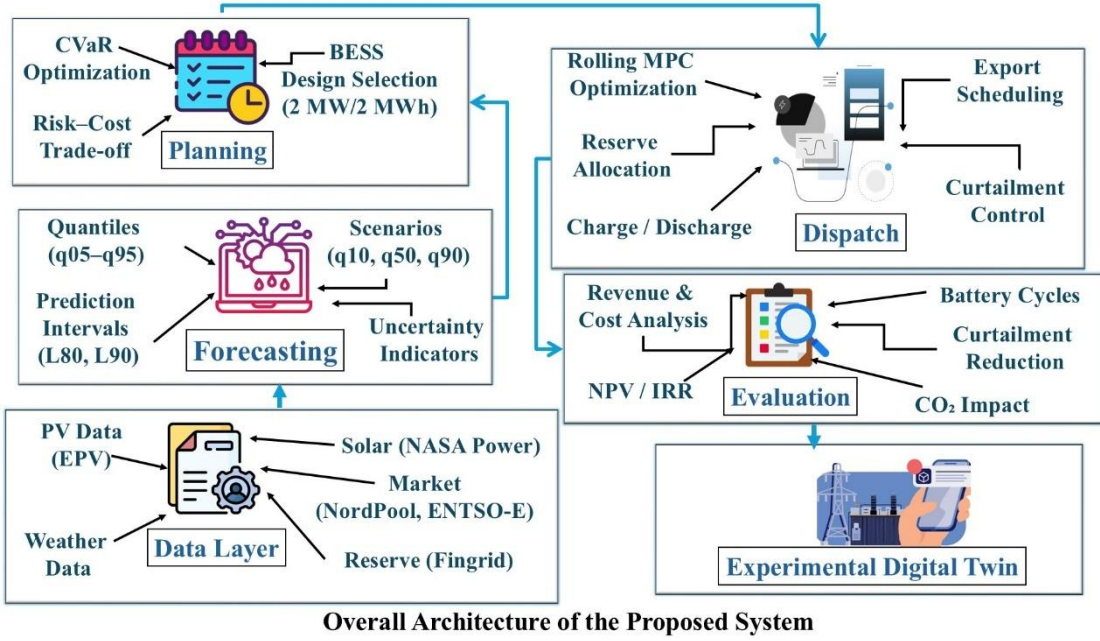 CVaR
Optimization
BESS
Design Selection
(2 MW/2 MWh)
Risk–Cost
Trade-off
Planning
Rolling MPC
Optimization
Export
Scheduling
Reserve
Allocation
Curtailment
Control
Charge / Discharge
Dispatch
Quantiles
(q05–q95)
Scenarios
(q10, q50, q90)
Prediction
Intervals
(L80, L90)
Uncertainty
Indicators
Forecasting
Revenue &
Cost Analysis
Battery Cycles
Curtailment
Reduction
NPV / IRR
CO₂ Impact
Evaluation
PV Data
(EPV)
Solar (NASA Power)
Market
(NordPool, ENTSO-E)
Weather
Data
Reserve (Fingrid)
Data Layer
Experimental Digital Twin
Overall Architecture of the Proposed System